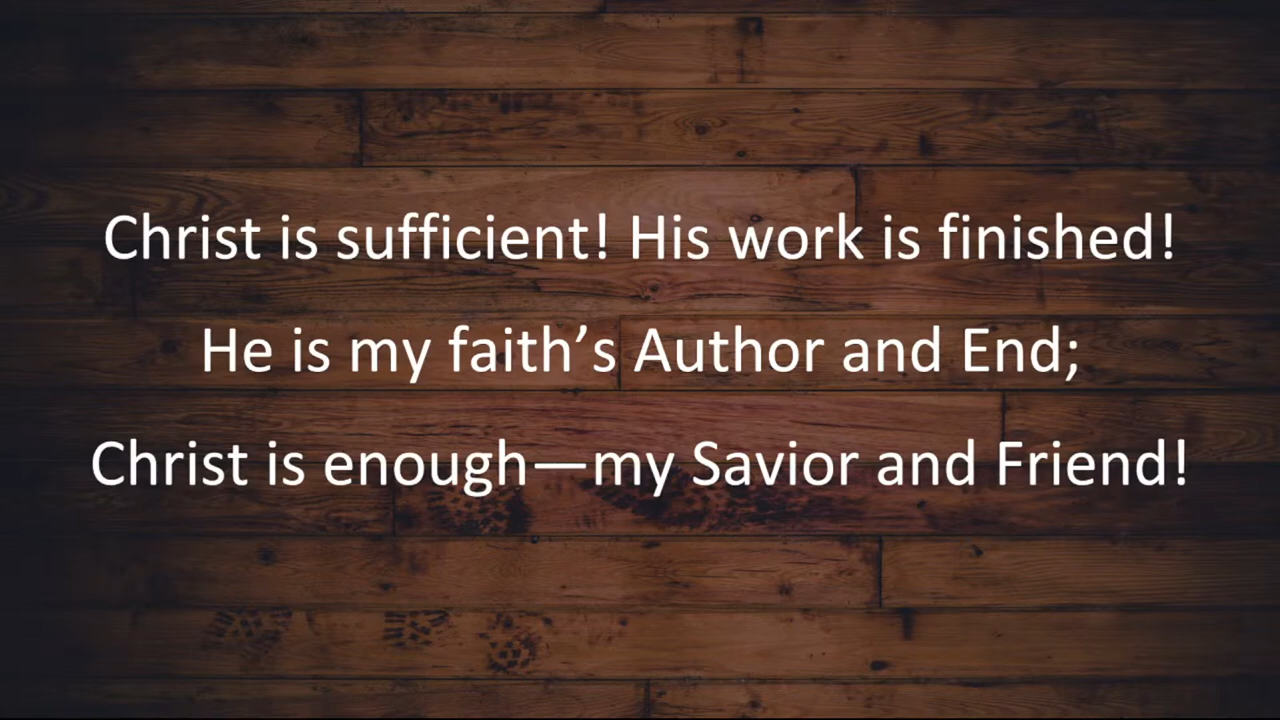 Christ is sufficient! His work is finished!
He is my faith’s Author and End;
Christ is enough—my Savior and Friend!